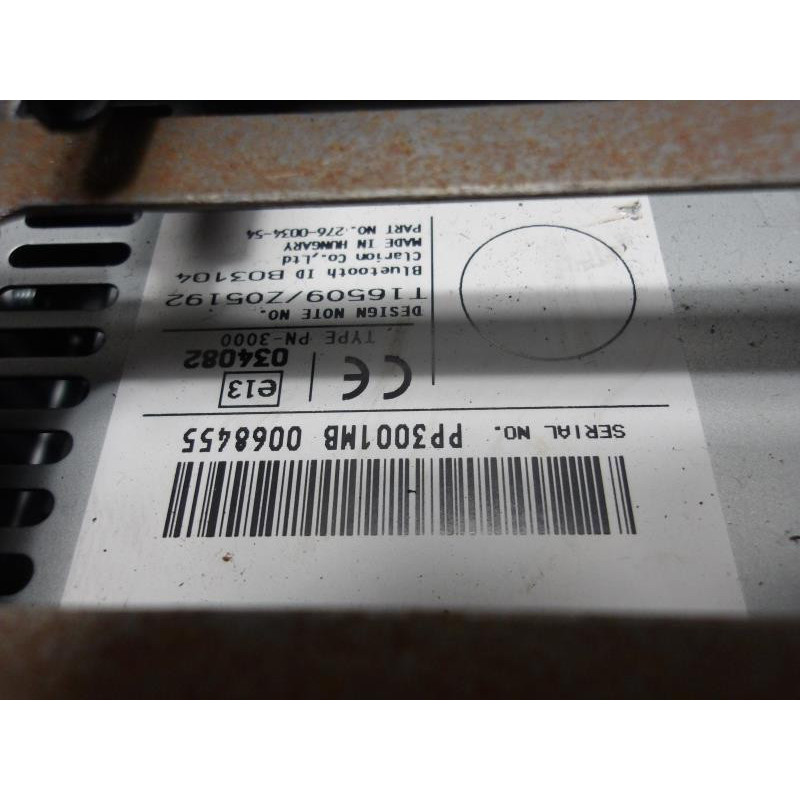 SERIAL NO. PP3001MB 0068455
CE e13 034082
TYPE PN-3000
DESIGN NOTE NO.
T16509/Z05192
Bluetooth ID B03104
Clarion Co.,Ltd
MADE IN HUNGARY
PART NO. 276-0034-54